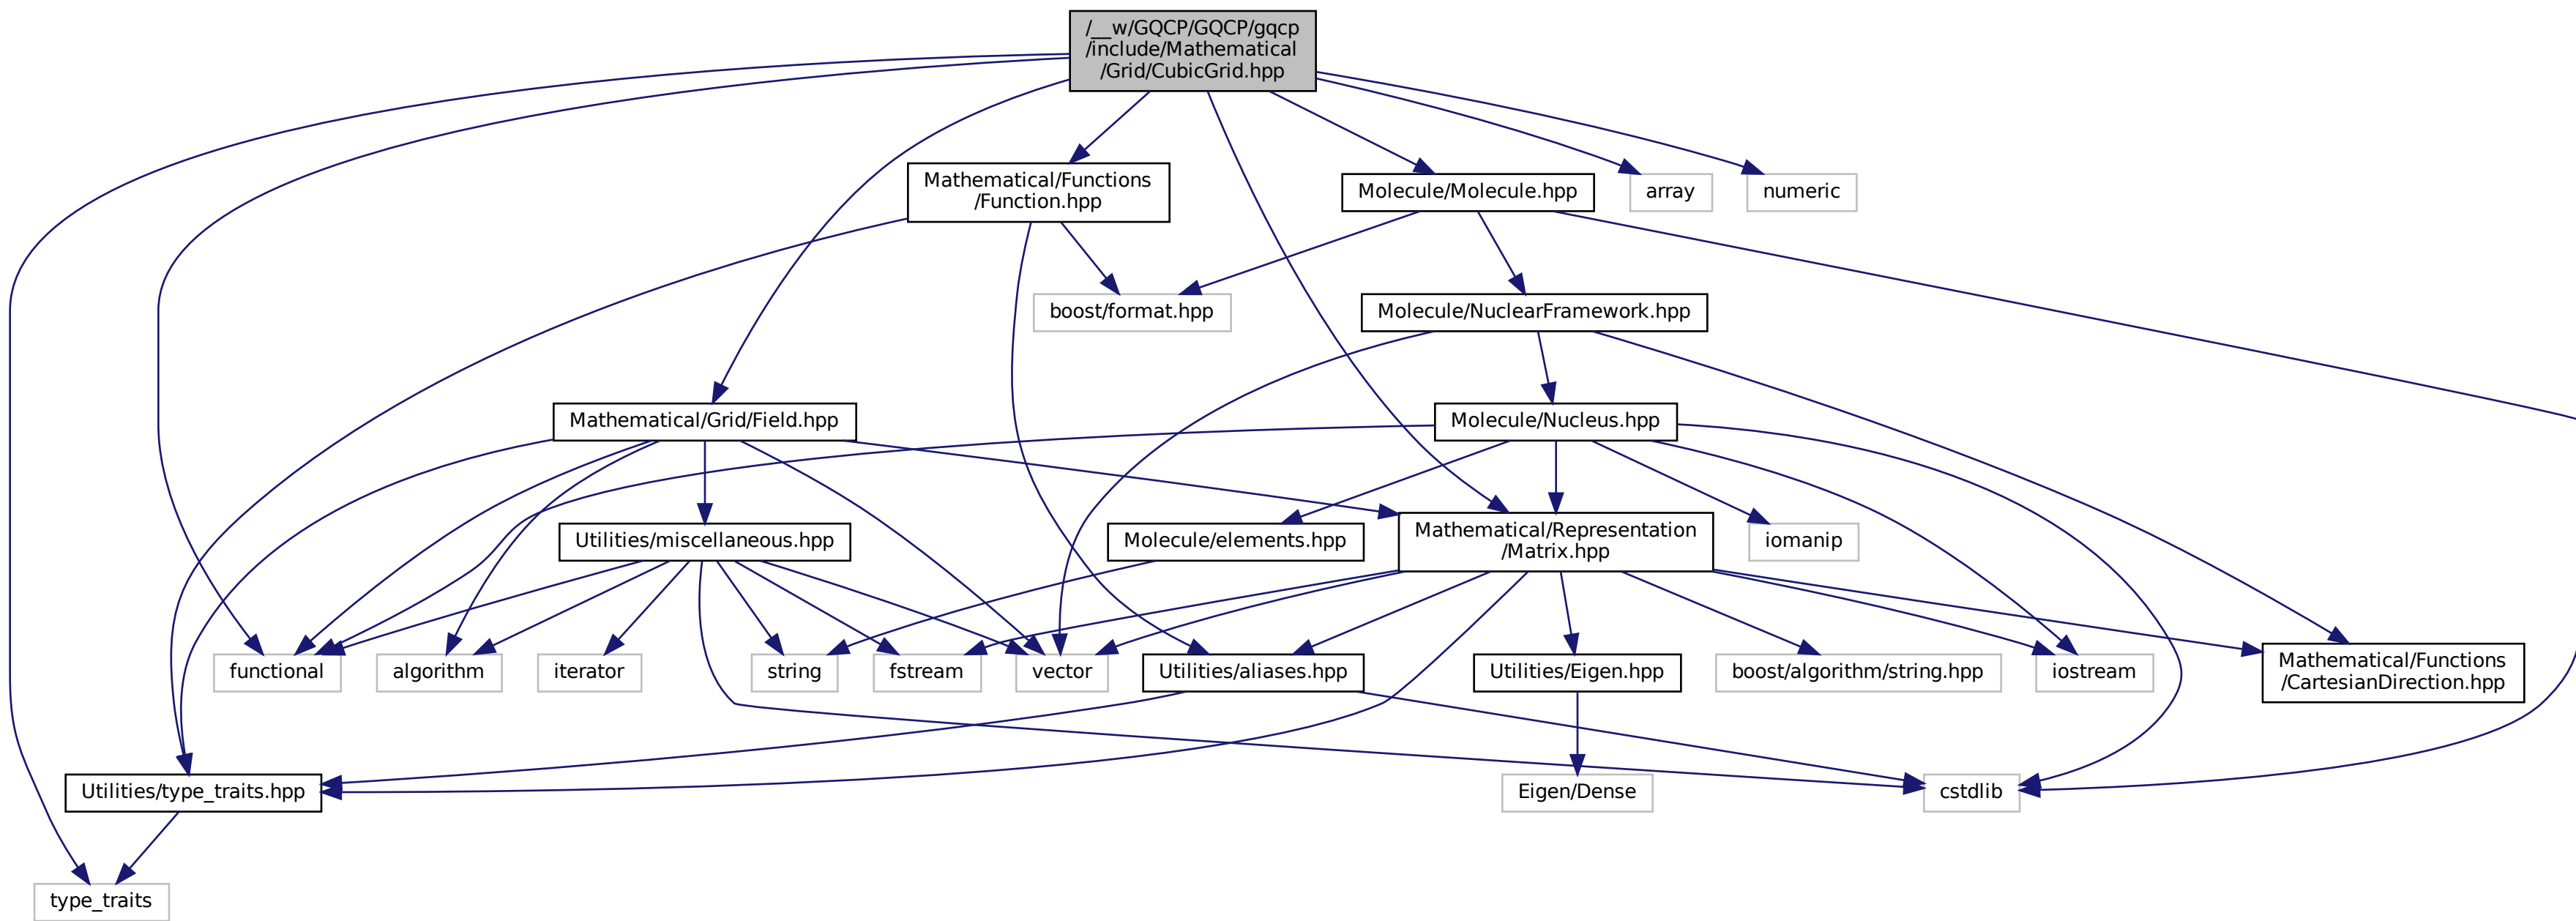 /__w/GQCP/GQCP/gqcp
/include/Mathematical
/Grid/CubicGrid.hpp
Mathematical/Functions
/Function.hpp
Molecule/Molecule.hpp
array
numeric
boost/format.hpp
Molecule/NuclearFramework.hpp
Mathematical/Grid/Field.hpp
Molecule/Nucleus.hpp
Utilities/miscellaneous.hpp
Molecule/elements.hpp
Mathematical/Representation
/Matrix.hpp
iomanip
functional
algorithm
iterator
string
fstream
vector
Utilities/aliases.hpp
Utilities/Eigen.hpp
boost/algorithm/string.hpp
iostream
Mathematical/Functions
/CartesianDirection.hpp
Utilities/type_traits.hpp
Eigen/Dense
cstdlib
type_traits